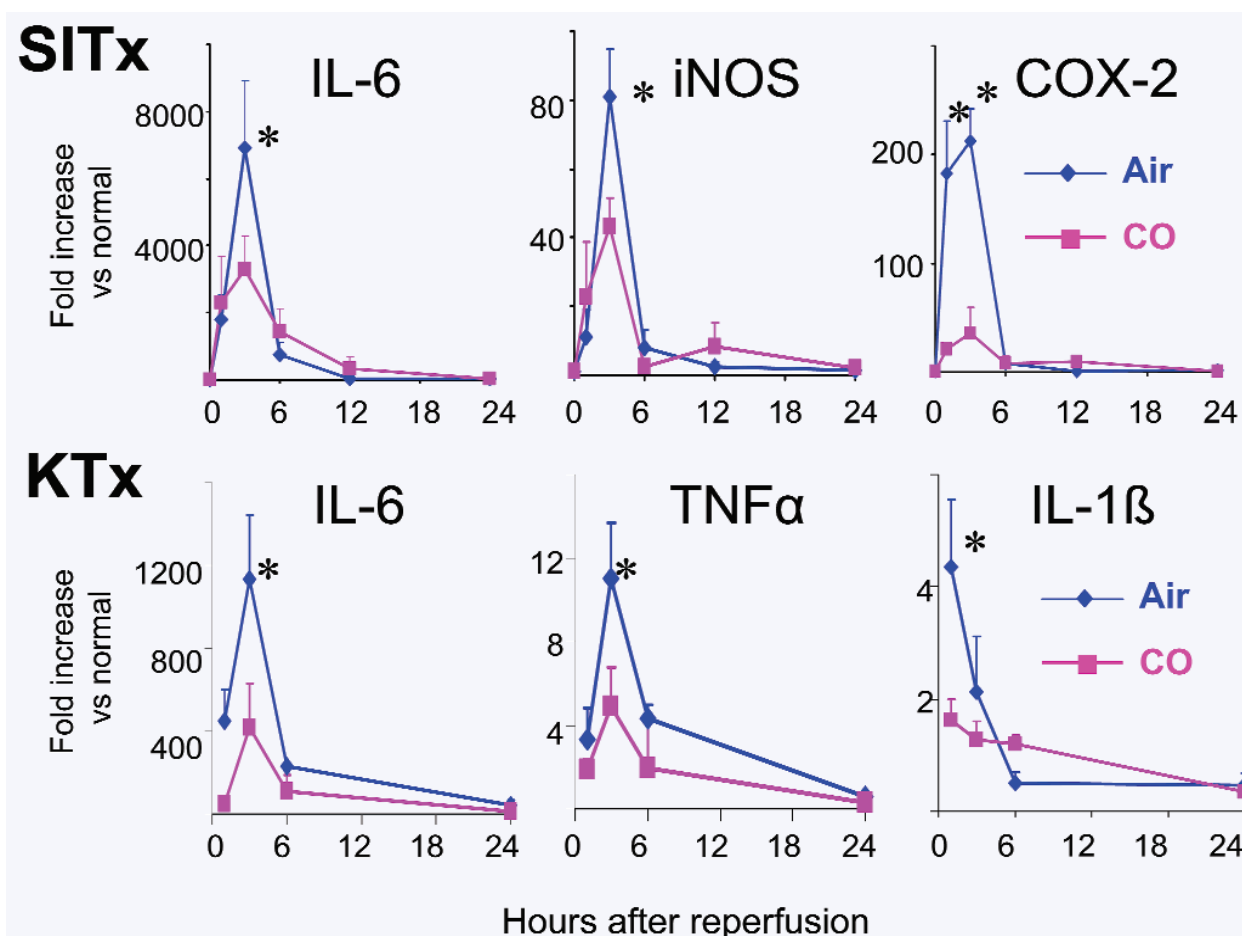 SITx
IL-6
iNOS
COX-2
*
*
*
*
Fold increase
vs normal
8000
4000
80
40
200
100
Air
CO
0 6 12 18 24
0 6 12 18 24
0 6 12 18 24
KTx
IL-6
TNFα
IL-1ß
*
*
*
Fold increase
vs normal
1200
800
400
12
8
4
4
2
Air
CO
0 6 12 18 24
0 6 12 18 24
0 6 12 18 24
Hours after reperfusion